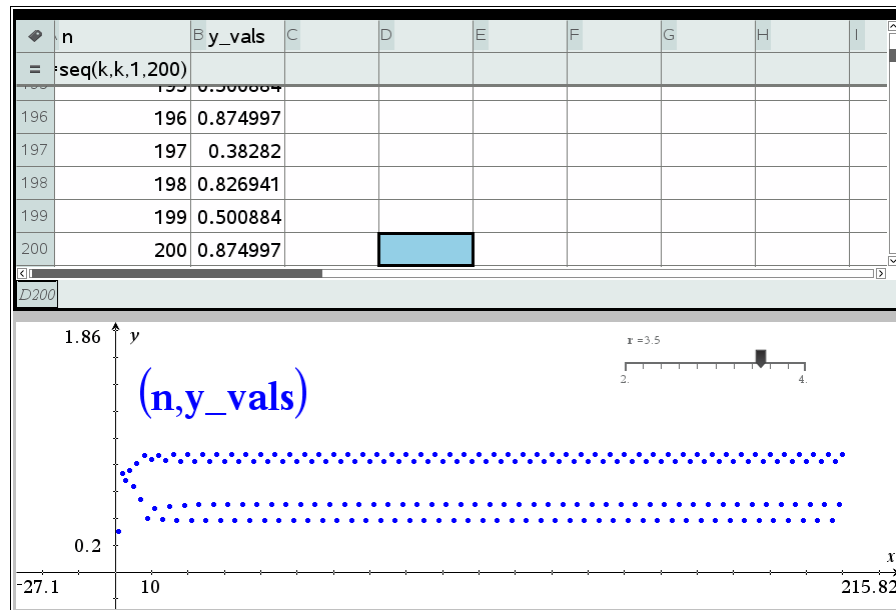 n B y_vals C D E F G H I
= =seq(k,k,1,200)
196 196 0.874997
197 197 0.38282
198 198 0.826941
199 199 0.500884
200 200 0.874997
D200
1.86 y
r =3.5
2. 4.
(n,y_vals)
0.2
x
-27.1 10 215.82